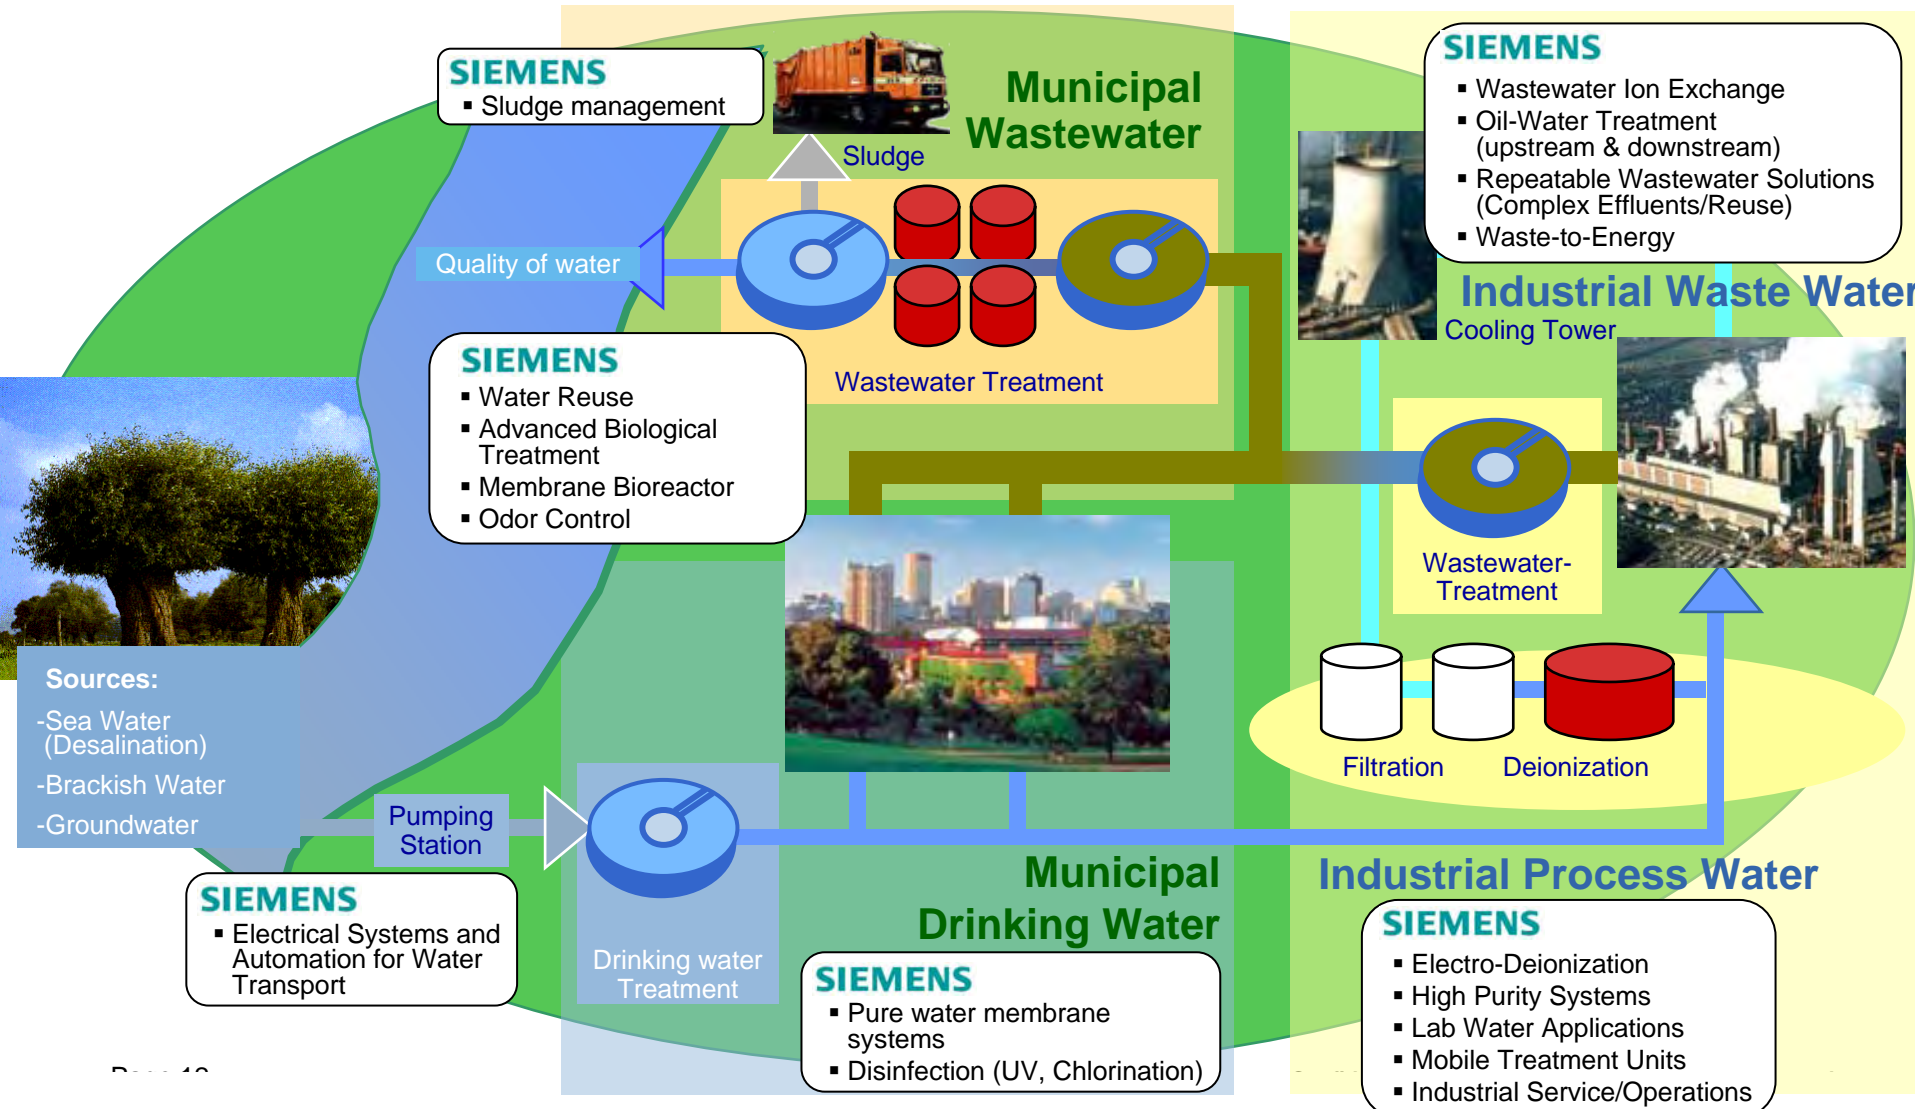 SIEMENS
▪ Sludge management
Municipal
Wastewater
Sludge
SIEMENS
▪ Wastewater Ion Exchange
▪ Oil-Water Treatment
(upstream & downstream)
▪ Repeatable Wastewater Solutions
(Complex Effluents/Reuse)
▪ Waste-to-Energy
Quality of water
Industrial Waste Water
Cooling Tower
SIEMENS
▪ Water Reuse
▪ Advanced Biological
Treatment
▪ Membrane Bioreactor
▪ Odor Control
Wastewater Treatment
Wastewater-
Treatment
Sources:
-Sea Water
(Desalination)
-Brackish Water
-Groundwater
Pumping
Station
Filtration
Deionization
SIEMENS
▪ Electrical Systems and
Automation for Water
Transport
Drinking water
Treatment
Municipal
Drinking Water
SIEMENS
▪ Pure water membrane
systems
▪ Disinfection (UV, Chlorination)
Industrial Process Water
SIEMENS
▪ Electro-Deionization
▪ High Purity Systems
▪ Lab Water Applications
▪ Mobile Treatment Units
▪ Industrial Service/Operations